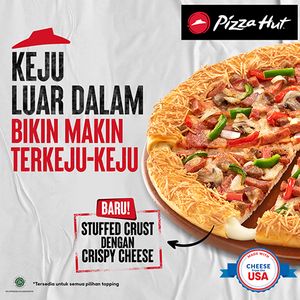 Pizza Hut
KEJU
LUAR DALAM
BIKIN MAKIN
TERKEJU-KEJU
BARU!
STUFFED CRUST
DENGAN
CRISPY CHEESE
MADE WITH
CHEESE
USA
*Tersedia untuk semua pilihan topping